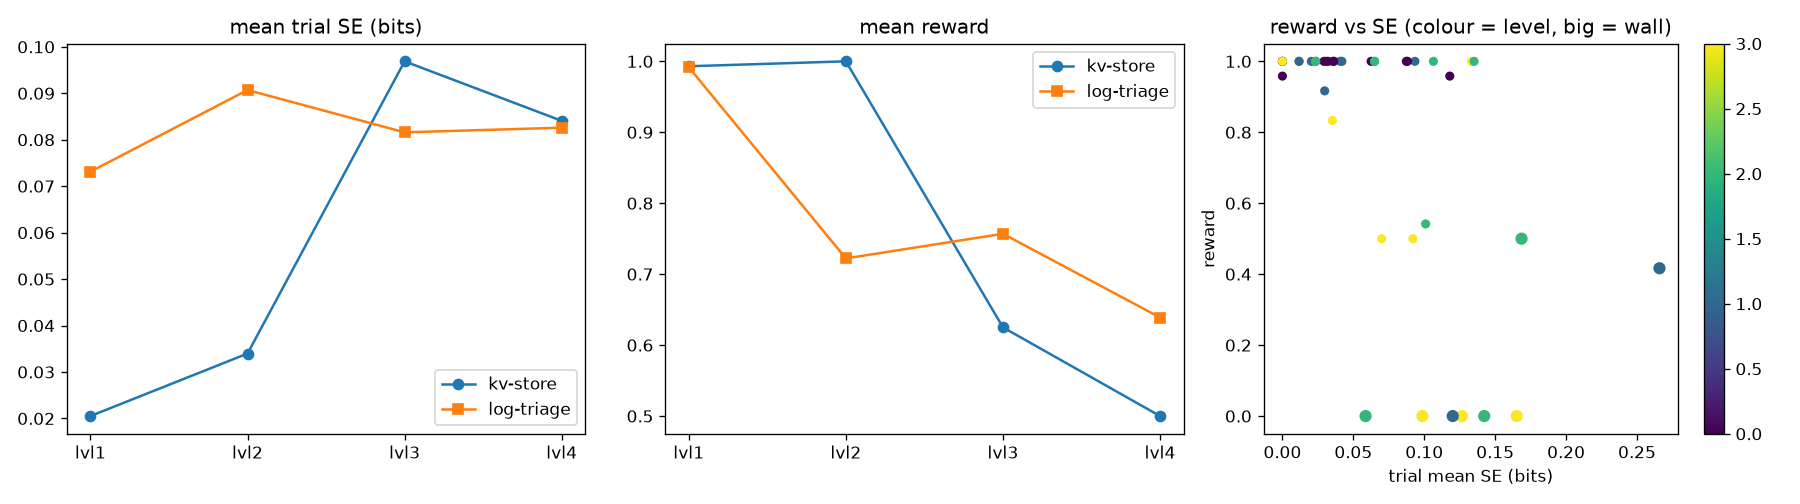 mean trial SE (bits)
0.10
0.09
0.08
0.07
0.06
0.05
0.04
0.03
0.02
lvl1 lvl2 lvl3 lvl4
kv-store
log-triage
mean reward
1.0
0.9
0.8
0.7
0.6
0.5
lvl1 lvl2 lvl3 lvl4
kv-store
log-triage
reward vs SE (colour = level, big = wall)
reward
1.0
0.8
0.6
0.4
0.2
0.0
0.00 0.05 0.10 0.15 0.20 0.25
trial mean SE (bits)
3.0
2.5
2.0
1.5
1.0
0.5
0.0